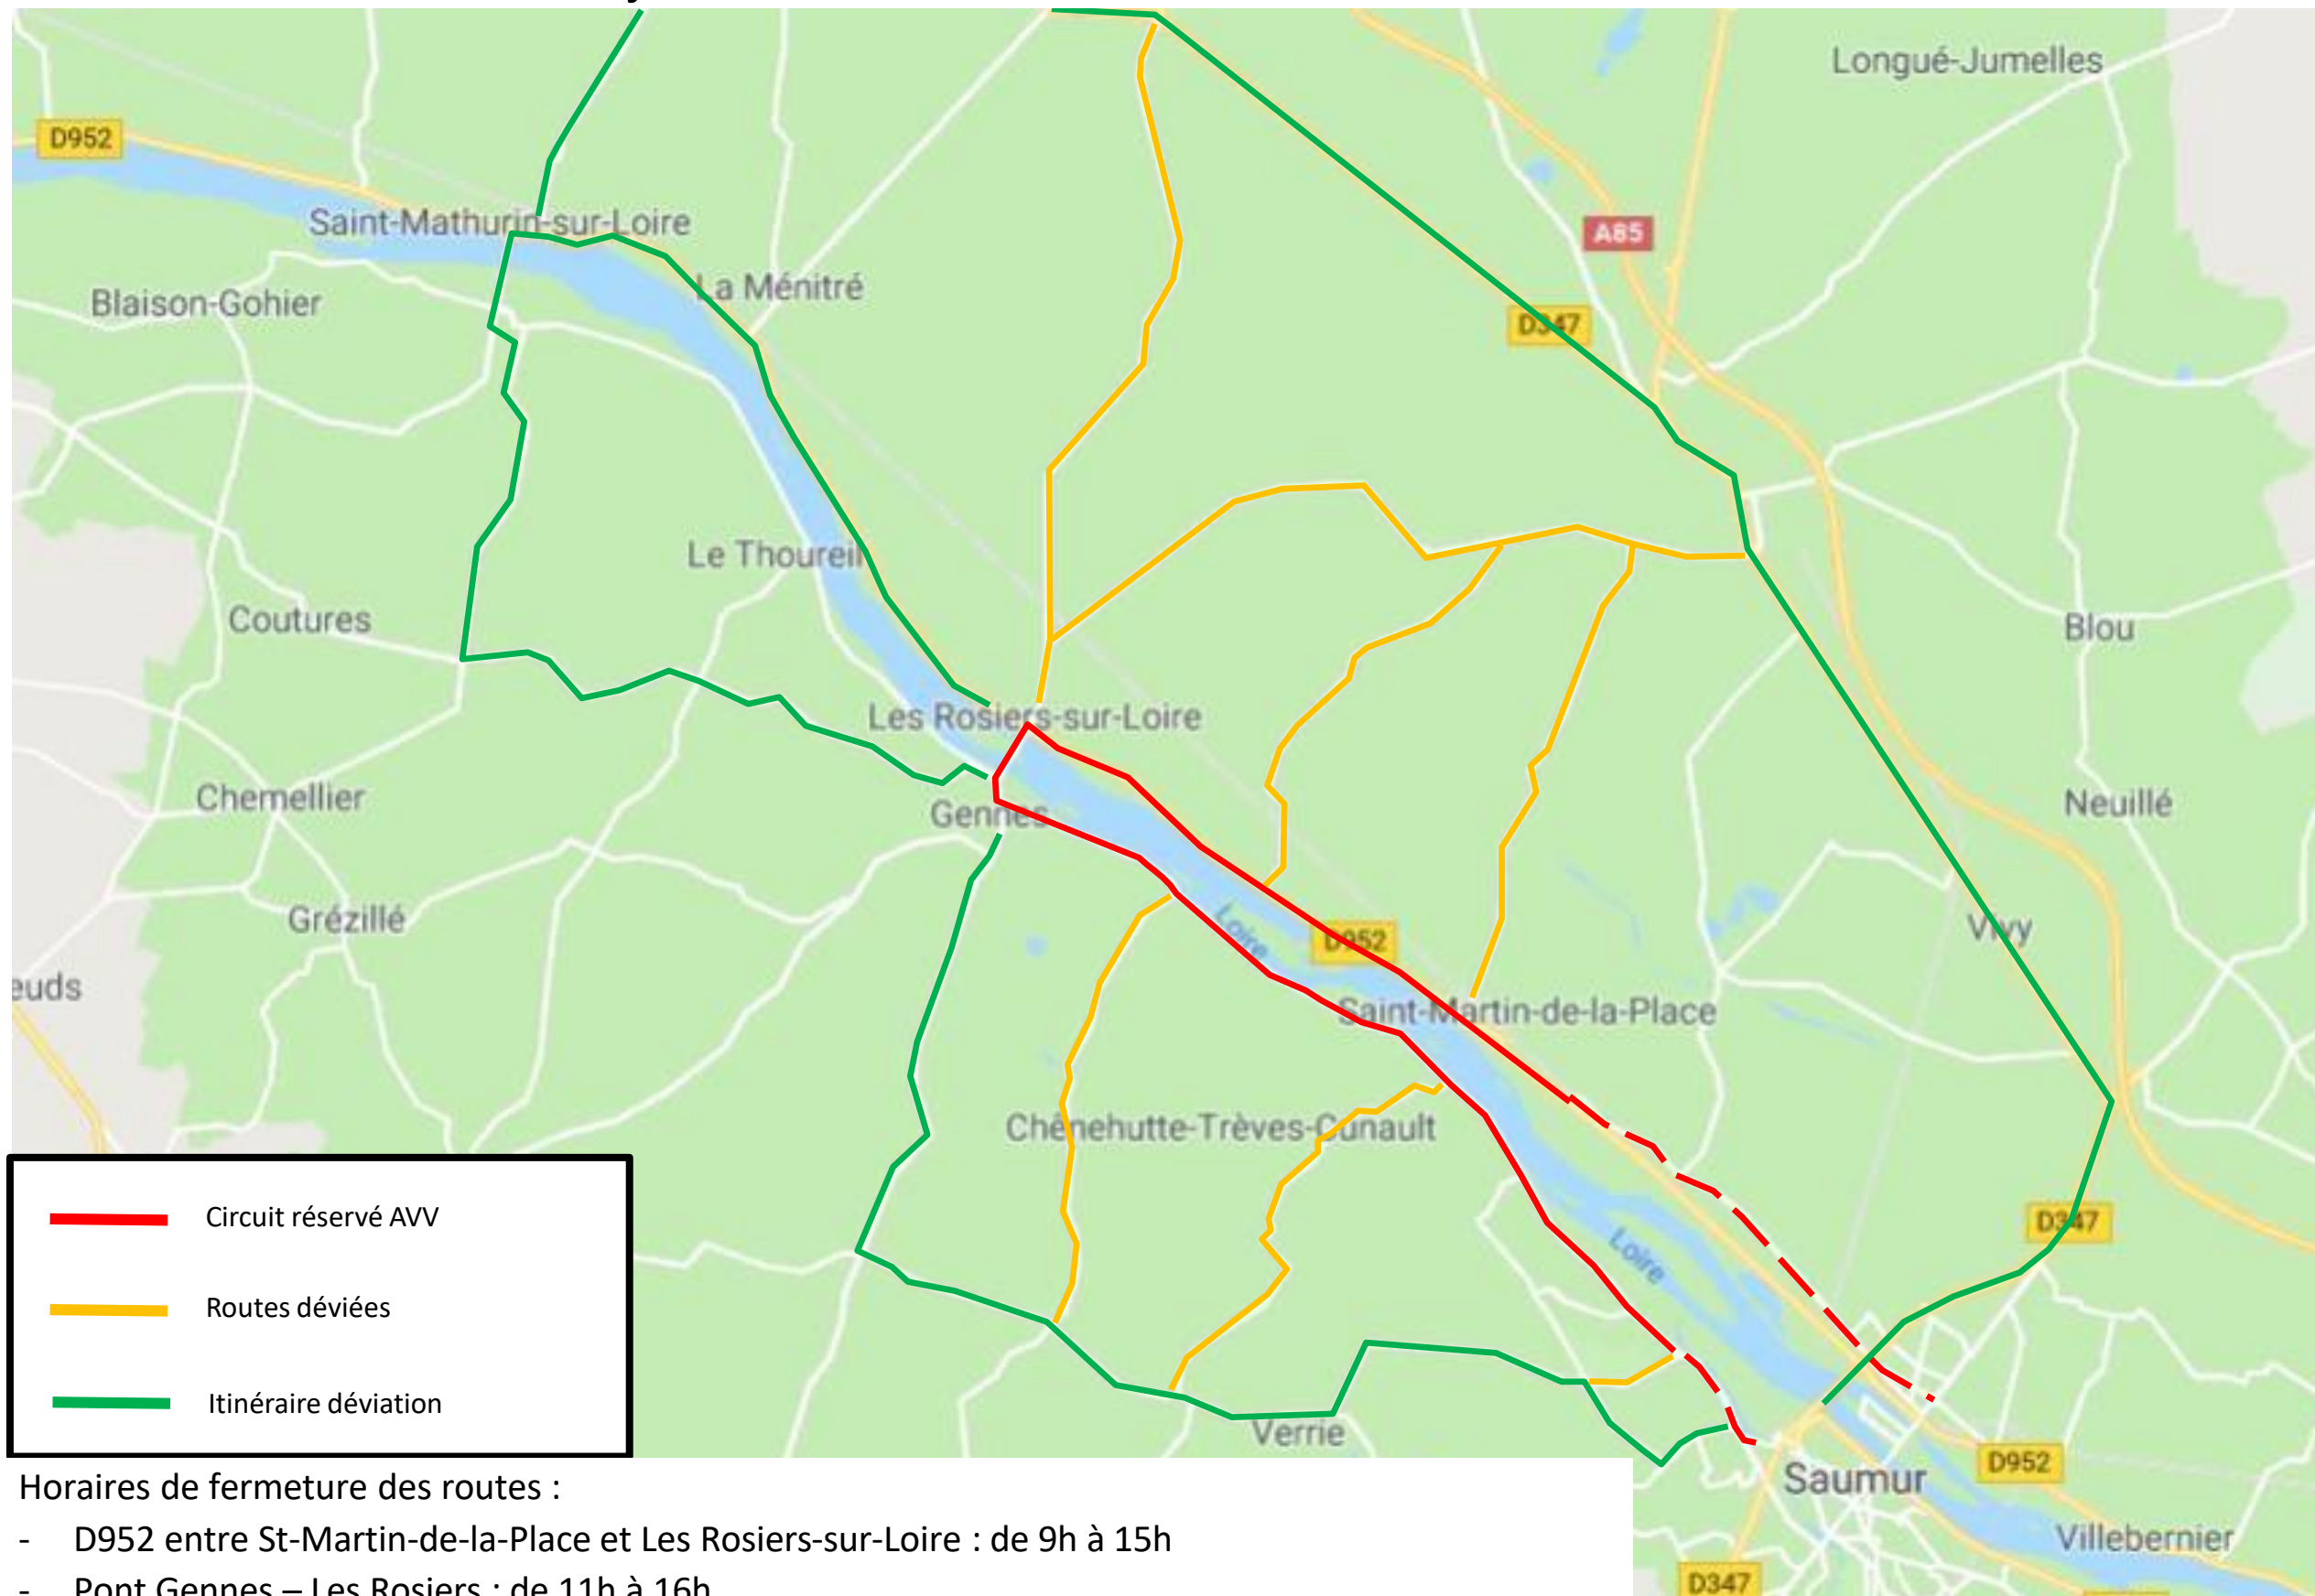 Longué-Jumelles
D952
Saint-Mathurin-sur-Loire
A85
La Ménitré
Blaison-Gohier
D347
Le Thoureil
Coutures
Blou
Les Rosiers-sur-Loire
Chemellier
Neuillé
Gennes
Grézillé
Loire
D952
Vivy
euds
Saint-Martin-de-la-Place
Chênehutte-Trèves-Cunault
Circuit réservé AVV
D347
Loire
Routes déviées
Itinéraire déviation
Verrie
D952
Saumur
Villebernier
D347
Horaires de fermeture des routes :
- D952 entre St-Martin-de-la-Place et Les Rosiers-sur-Loire : de 9h à 15h
- Pont Gennes – Les Rosiers : de 11h à 16h